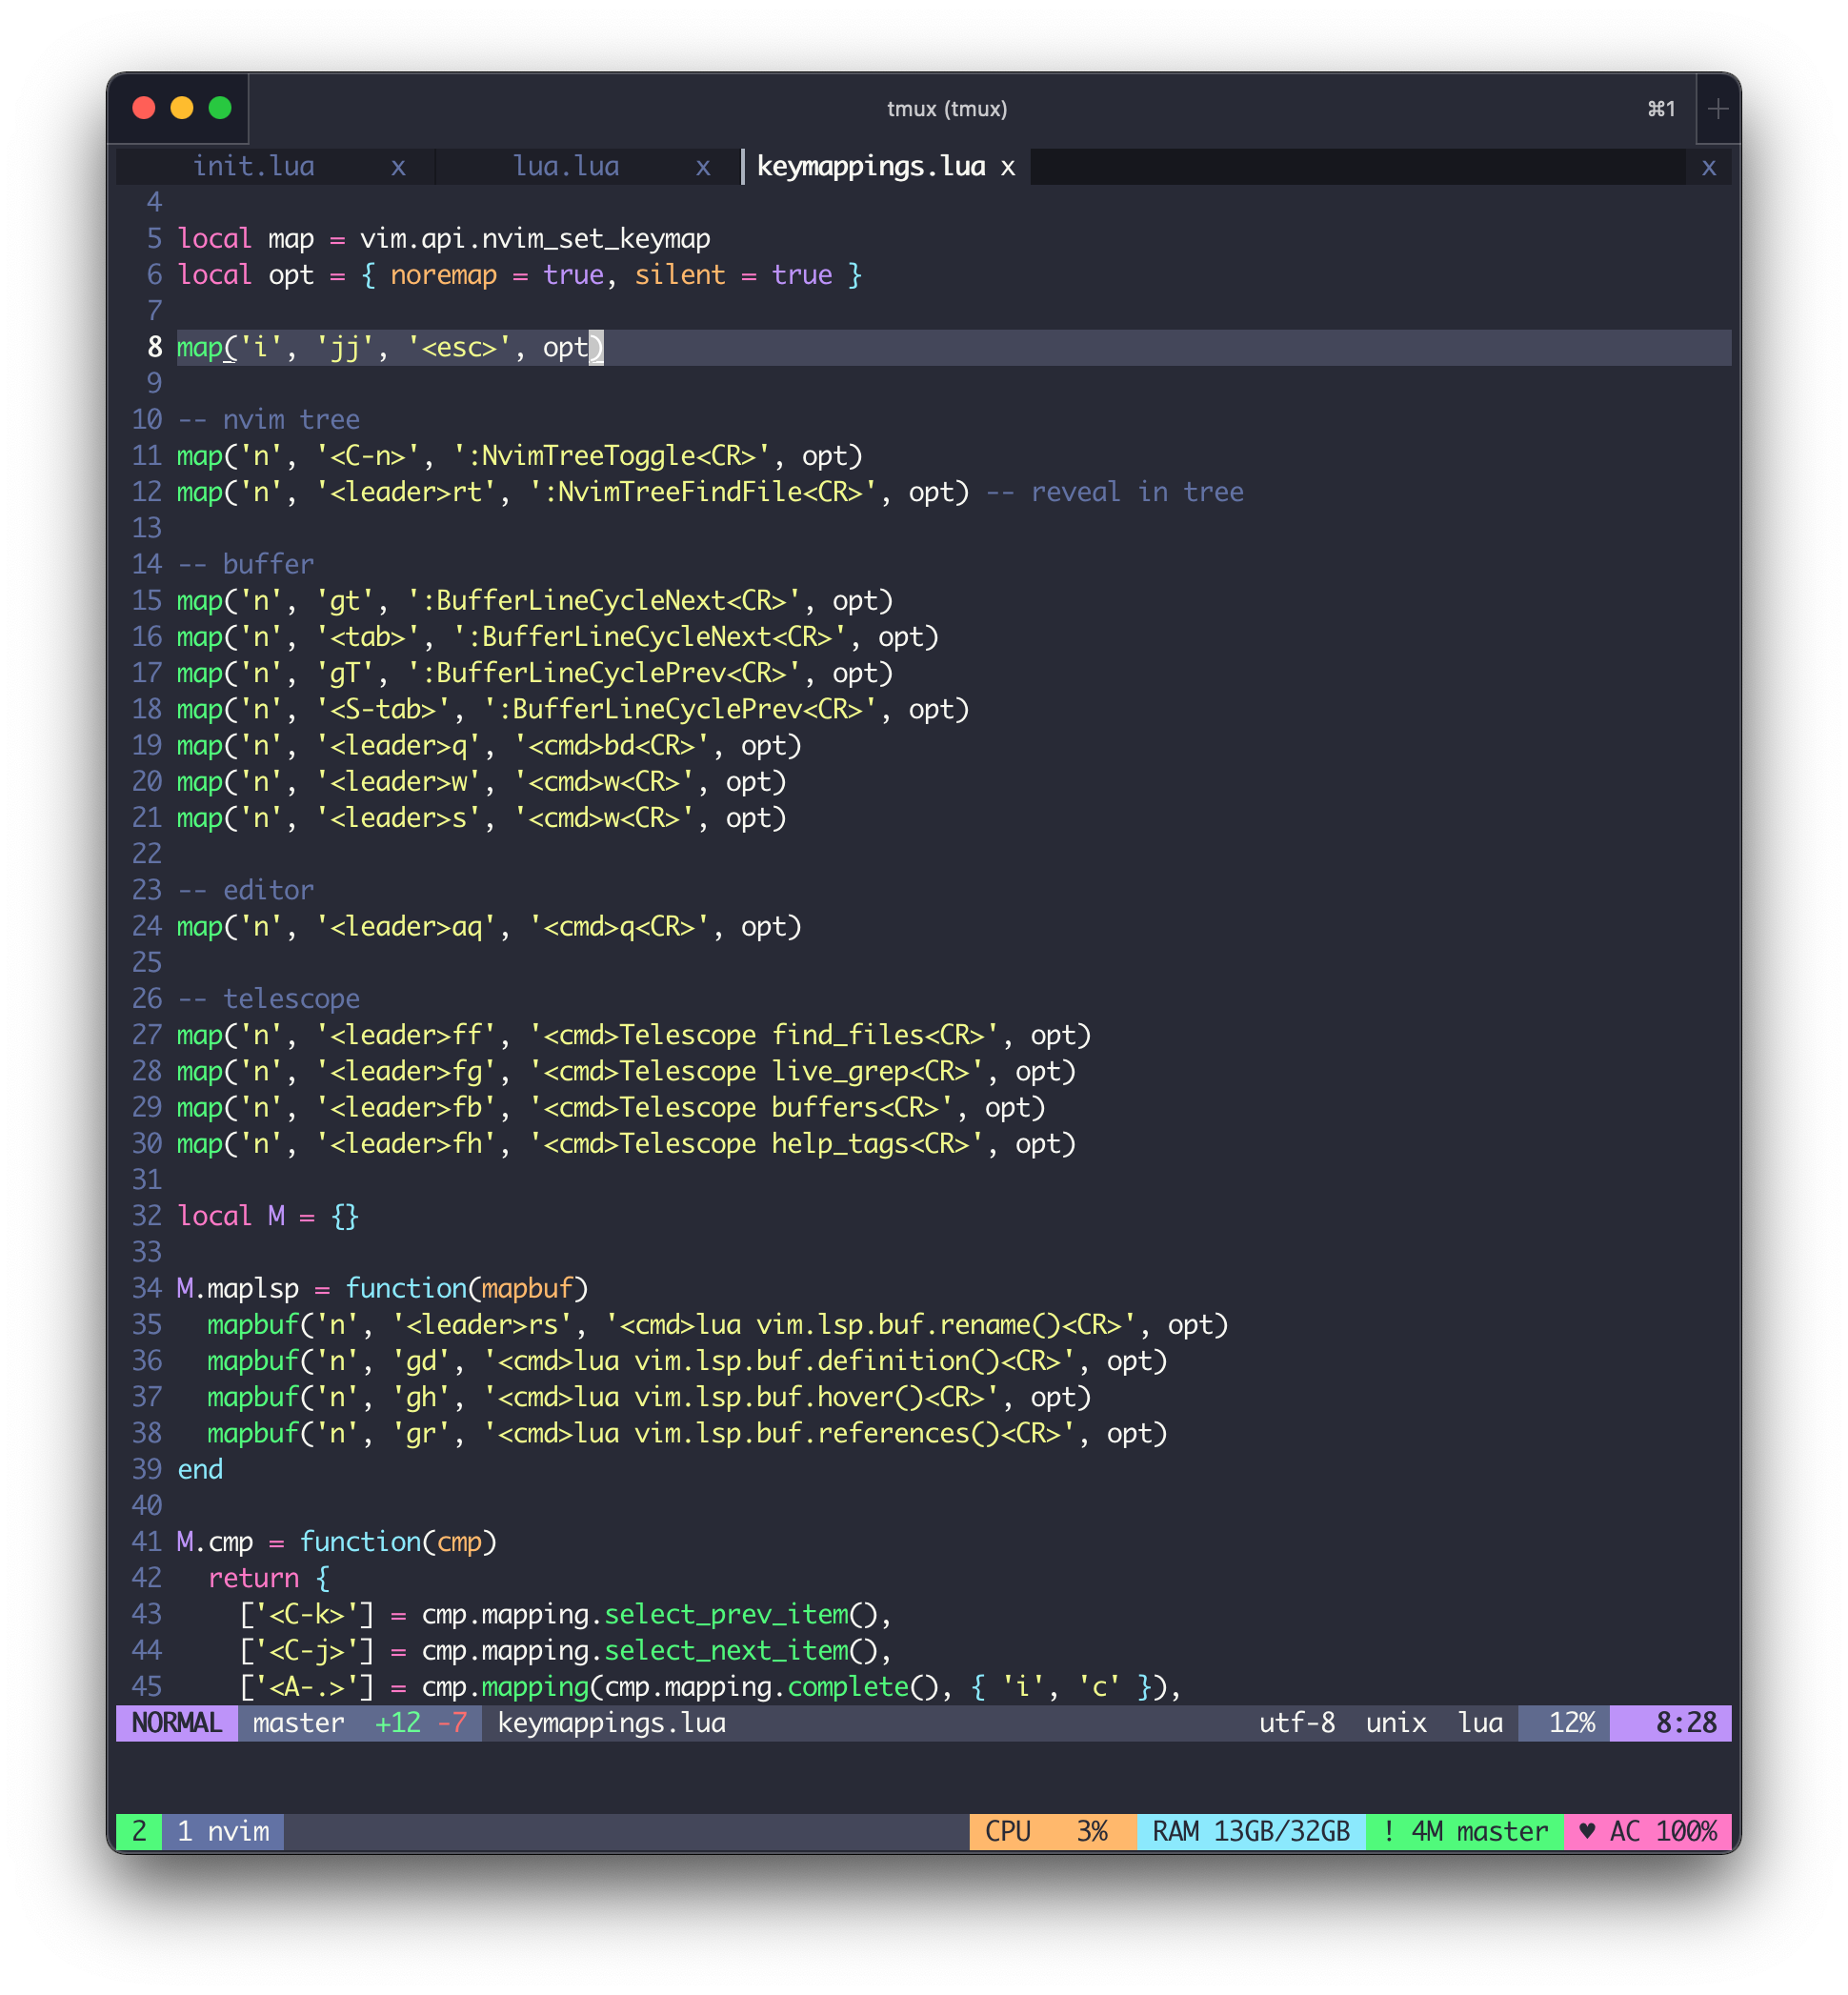 tmux (tmux) ⌘1 +
init.lua x lua.lua x keymappings.lua x x
4
5 local map = vim.api.nvim_set_keymap
6 local opt = { noremap = true, silent = true }
7
8 map('i', 'jj', '<esc>', opt)
9
10 -- nvim tree
11 map('n', '<C-n>', ':NvimTreeToggle<CR>', opt)
12 map('n', '<leader>rt', ':NvimTreeFindFile<CR>', opt) -- reveal in tree
13
14 -- buffer
15 map('n', 'gt', ':BufferLineCycleNext<CR>', opt)
16 map('n', '<tab>', ':BufferLineCycleNext<CR>', opt)
17 map('n', 'gT', ':BufferLineCyclePrev<CR>', opt)
18 map('n', '<S-tab>', ':BufferLineCyclePrev<CR>', opt)
19 map('n', '<leader>q', '<cmd>bd<CR>', opt)
20 map('n', '<leader>w', '<cmd>w<CR>', opt)
21 map('n', '<leader>s', '<cmd>w<CR>', opt)
22
23 -- editor
24 map('n', '<leader>aq', '<cmd>q<CR>', opt)
25
26 -- telescope
27 map('n', '<leader>ff', '<cmd>Telescope find_files<CR>', opt)
28 map('n', '<leader>fg', '<cmd>Telescope live_grep<CR>', opt)
29 map('n', '<leader>fb', '<cmd>Telescope buffers<CR>', opt)
30 map('n', '<leader>fh', '<cmd>Telescope help_tags<CR>', opt)
31
32 local M = {}
33
34 M.maplsp = function(mapbuf)
35   mapbuf('n', '<leader>rs', '<cmd>lua vim.lsp.buf.rename()<CR>', opt)
36   mapbuf('n', 'gd', '<cmd>lua vim.lsp.buf.definition()<CR>', opt)
37   mapbuf('n', 'gh', '<cmd>lua vim.lsp.buf.hover()<CR>', opt)
38   mapbuf('n', 'gr', '<cmd>lua vim.lsp.buf.references()<CR>', opt)
39 end
40
41 M.cmp = function(cmp)
42   return {
43     ['<C-k>'] = cmp.mapping.select_prev_item(),
44     ['<C-j>'] = cmp.mapping.select_next_item(),
45     ['<A-.>'] = cmp.mapping(cmp.mapping.complete(), { 'i', 'c' }),
NORMAL master +12 -7 keymappings.lua utf-8 unix lua 12% 8:28
2 1 nvim CPU 3% RAM 13GB/32GB ! 4M master ♥ AC 100%